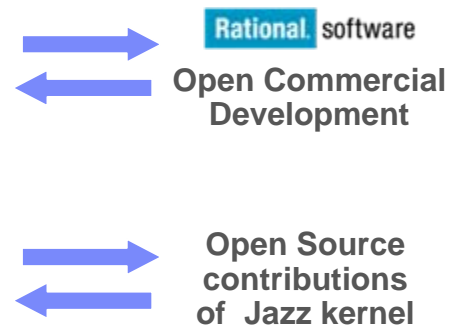 Rational. software
Open Commercial
Development
Open Source
contributions
of Jazz kernel